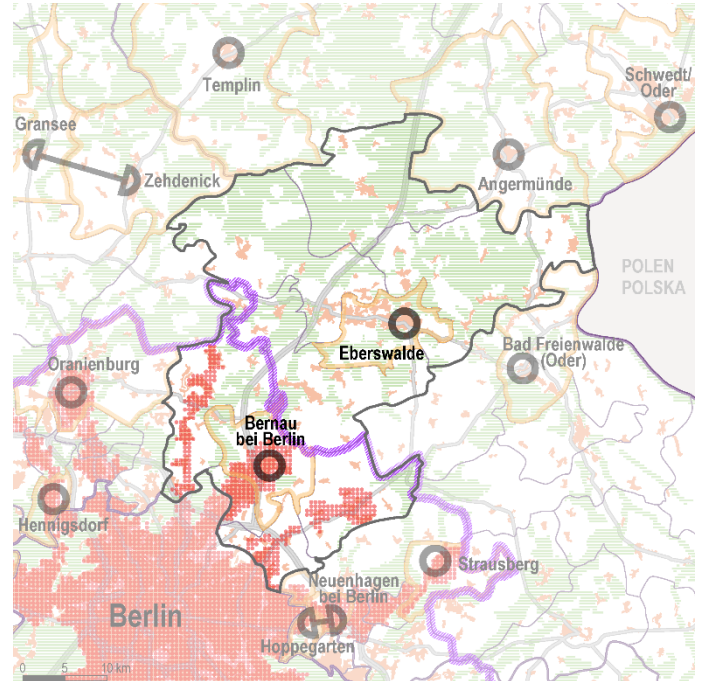 Templin
Schwedt/
Oder
Gransee
Zehdenick
Angermünde
POLEN
POLSKA
Eberswalde
Bad Freienwalde
(Oder)
Oranienburg
Bernau
bei Berlin
Hennigsdorf
Strausberg
Neuenhagen
bei Berlin
Berlin
Hoppegarten
0 5 10 km